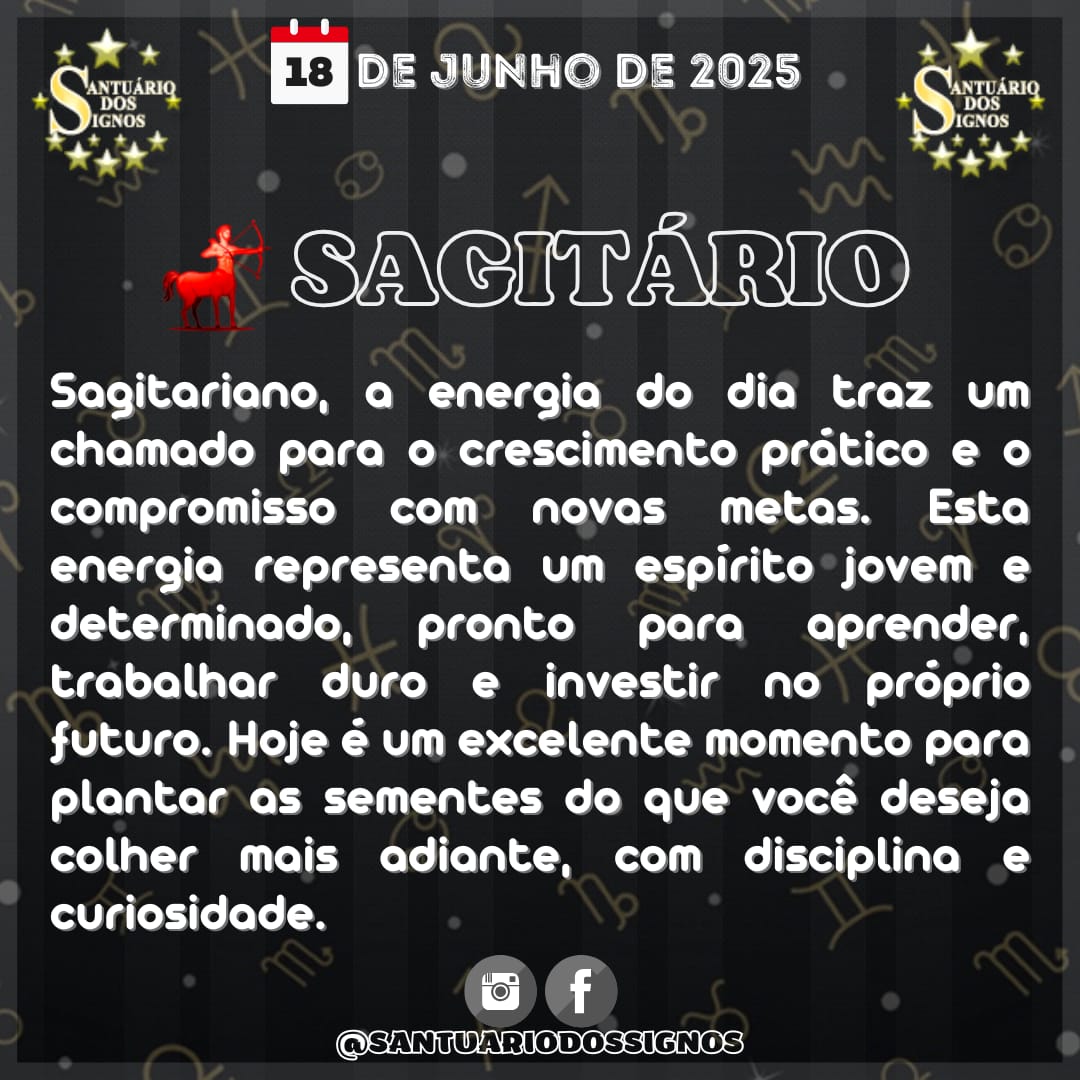 SANTUÁRIO
DOS
SIGNOS
18 DE JUNHO DE 2025
SANTUÁRIO
DOS
SIGNOS
SAGITÁRIO
Sagitariano, a energia do dia traz um
chamado para o crescimento prático e o
compromisso com novas metas. Esta
energia representa um espírito jovem e
determinado, pronto para aprender,
trabalhar duro e investir no próprio
futuro. Hoje é um excelente momento para
plantar as sementes do que você deseja
colher mais adiante, com disciplina e
curiosidade.
@SANTUARIODOSSIGNOS